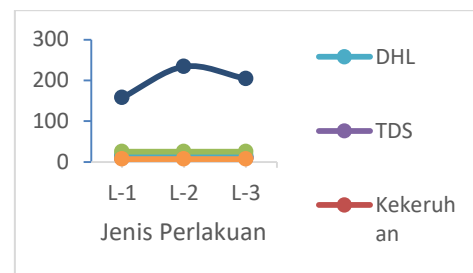 300
200
100
0
L-1 L-2 L-3
Jenis Perlakuan
DHL
TDS
Kekeruh
an